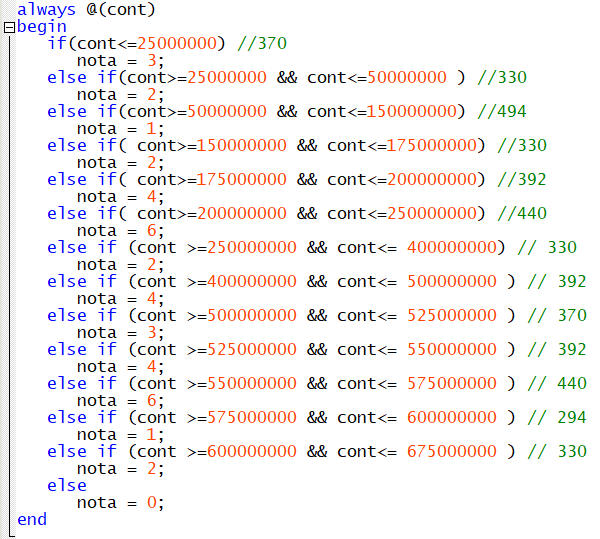 always @(cont)
begin
if(cont<=25000000) //370
nota = 3;
else if(cont>=25000000 && cont<=50000000 ) //330
nota = 2;
else if(cont>=50000000 && cont<=150000000) //494
nota = 1;
else if( cont>=150000000 && cont<=175000000) //330
nota = 2;
else if( cont>=175000000 && cont<=200000000) //392
nota = 4;
else if( cont>=200000000 && cont<=250000000) //440
nota = 6;
else if (cont >=250000000 && cont<= 400000000) // 330
nota = 2;
else if (cont >=400000000 && cont<= 500000000 ) // 392
nota = 4;
else if (cont >=500000000 && cont<= 525000000 ) // 370
nota = 3;
else if (cont >=525000000 && cont<= 550000000 ) // 392
nota = 4;
else if (cont >=550000000 && cont<= 575000000 ) // 440
nota = 6;
else if (cont >=575000000 && cont<= 600000000 ) // 294
nota = 1;
else if (cont >=600000000 && cont<= 675000000 ) // 330
nota = 2;
else
nota = 0;
end